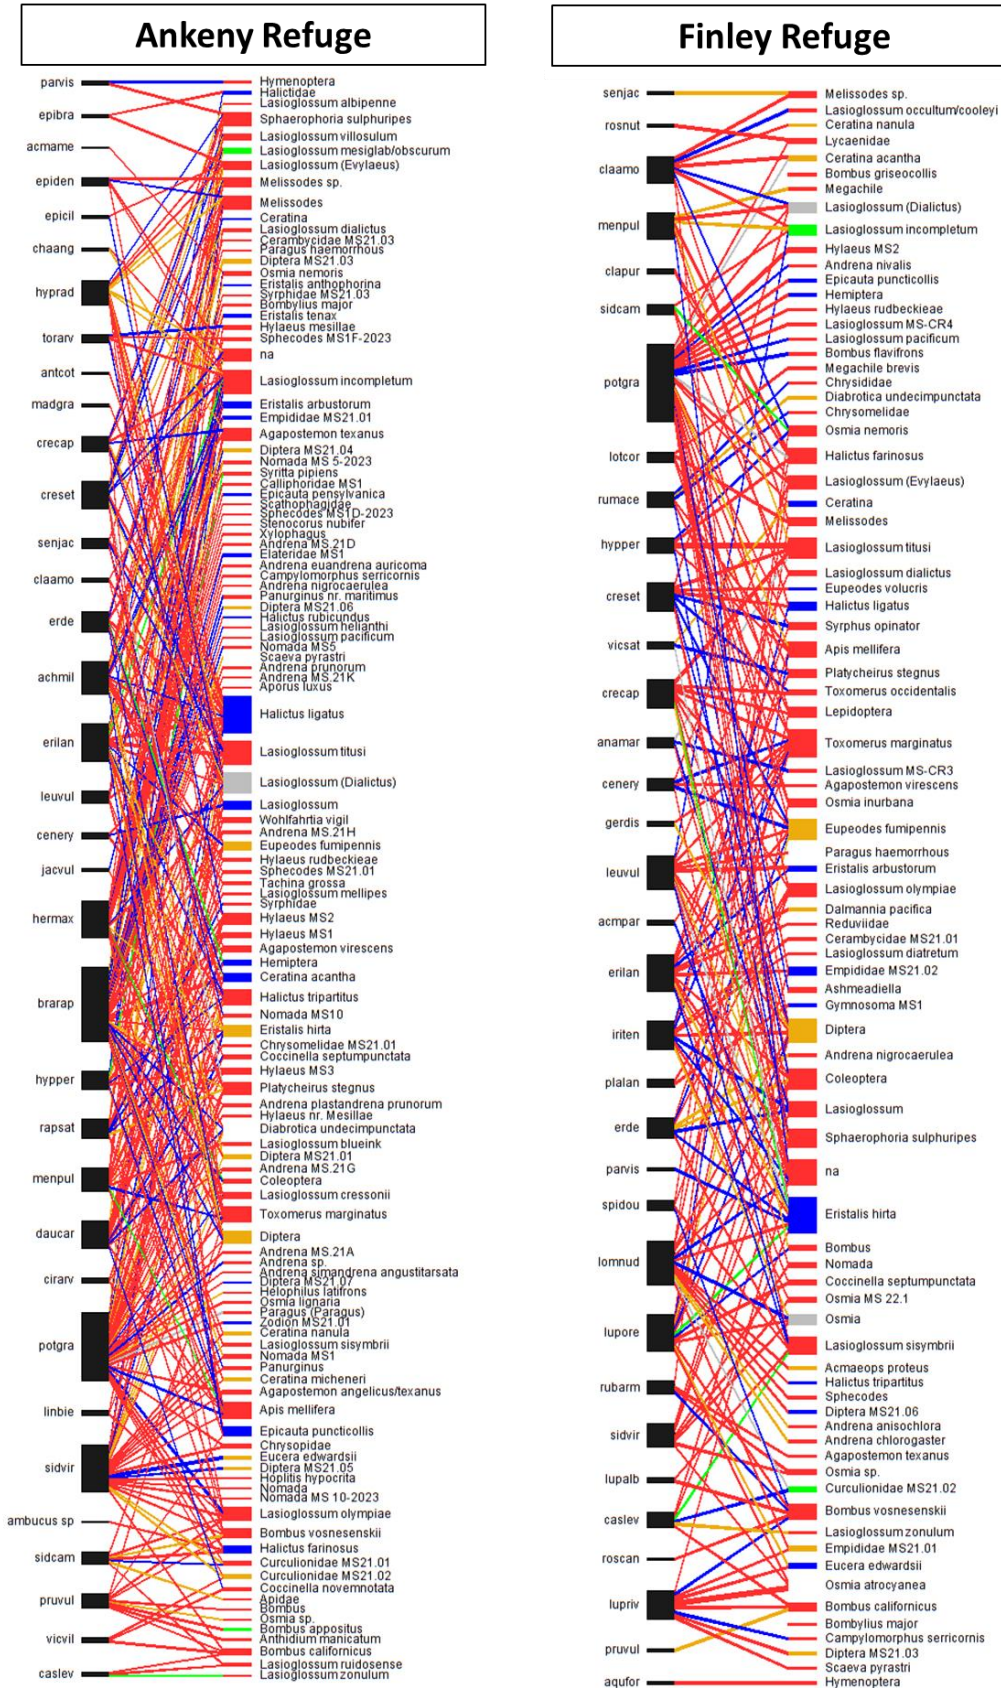 Ankeny Refuge
parvis
epibra
acmame
epiden
epicil
chaang
hyprad
torarv
antcot
madgra
crecap
creset
senjac
claamo
erde
achmil
erilan
leuvul
cenery
jacvul
hermax
brarap
hypper
rapsat
menpul
daucar
cirarv
potgra
linbie
sidvir
ambucus sp
sidcam
pruvul
vicvil
caslev
Hymenoptera
Halictidae
Lasioglossum albipenne
Sphaerophoria sulphuripes
Lasioglossum villosulum
Lasioglossum mesiglab/obscurum
Lasioglossum (Evylaeus)
Melissodes sp.
Melissodes
Ceratina
Lasioglossum dialictus
Cerambycidae MS21.03
Paragus haemorrhous
Diptera MS21.03
Osmia nemoris
Eristalis anthophorina
Syrphidae MS21.03
Bombylius major
Eristalis tenax
Hylaeus mesillae
Sphecodes MS1F-2023
na
Lasioglossum incompletum
Eristalis arbustorum
Empididae MS21.01
Agapostemon texanus
Diptera MS21.04
Nomada MS 5-2023
Syritta pipiens
Calliphoridae MS1
Epicauta pensylvanica
Scathophagidae
Sphecodes MS1D-2023
Stenocorus nubifer
Xylophagus
Andrena MS.21D
Elateridae MS1
Andrena euandrena auricoma
Campylomorphus serricornis
Andrena nigrocaerulea
Panurginus nr. maritimus
Diptera MS21.06
Halictus rubicundus
Lasioglossum helianthi
Lasioglossum pacificum
Nomada MS5
Scaeva pyrastri
Andrena prunorum
Andrena MS.21K
Aporus luxus
Halictus ligatus
Lasioglossum titusi
Lasioglossum (Dialictus)
Lasioglossum
Wohlfahrtia vigil
Andrena MS.21H
Eupeodes fumipennis
Hylaeus rudbeckieae
Sphecodes MS21.01
Tachina grossa
Lasioglossum mellipes
Syrphidae
Hylaeus MS2
Hylaeus MS1
Agapostemon virescens
Hemiptera
Ceratina acantha
Halictus tripartitus
Nomada MS10
Eristalis hirta
Chrysomelidae MS21.01
Coccinella septumpunctata
Hylaeus MS3
Platycheirus stegnus
Andrena plastandrena prunorum
Hylaeus nr. Mesillae
Diabrotica undecimpunctata
Lasioglossum blueink
Diptera MS21.01
Andrena MS.21G
Coleoptera
Lasioglossum cressonii
Toxomerus marginatus
Diptera
Andrena MS.21A
Andrena sp.
Andrena simandrena angustitarsata
Diptera MS21.07
Helophilus latifrons
Osmia lignaria
Paragus (Paragus)
Zodion MS21.01
Ceratina nanula
Lasioglossum sisymbrii
Nomada MS1
Panurginus
Ceratina micheneri
Agapostemon angelicus/texanus
Apis mellifera
Epicauta puncticollis
Chrysopidae
Eucera edwardsii
Diptera MS21.05
Hoplitis hypocrita
Nomada
Nomada MS 10-2023
Lasioglossum olympiae
Bombus vosnesenskii
Halictus farinosus
Curculionidae MS21.01
Curculionidae MS21.02
Coccinella novemnotata
Apidae
Bombus
Osmia sp.
Bombus appositus
Anthidium manicatum
Bombus californicus
Lasioglossum ruidosense
Lasioglossum zonulum
Finley Refuge
senjac
rosnut
claamo
menpul
clapur
sidcam
potgra
lotcor
rumace
hypper
creset
vicsat
crecap
anamar
cenery
gerdis
leuvul
acmpar
erilan
iriten
plalan
erde
parvis
spidou
lomnud
lupore
rubarm
sidvir
lupalb
caslev
roscan
lupriv
pruvul
aqufor
Melissodes sp.
Lasioglossum occultum/cooleyi
Ceratina nanula
Lycaenidae
Ceratina acantha
Bombus griseocollis
Megachile
Lasioglossum (Dialictus)
Lasioglossum incompletum
Hylaeus MS2
Andrena nivalis
Epicauta puncticollis
Hemiptera
Hylaeus rudbeckieae
Lasioglossum MS-CR4
Lasioglossum pacificum
Bombus flavifrons
Megachile brevis
Chrysididae
Diabrotica undecimpunctata
Chrysomelidae
Osmia nemoris
Halictus farinosus
Lasioglossum (Evylaeus)
Ceratina
Melissodes
Lasioglossum titusi
Lasioglossum dialictus
Eupeodes volucris
Halictus ligatus
Syrphus opinator
Apis mellifera
Platycheirus stegnus
Toxomerus occidentalis
Lepidoptera
Toxomerus marginatus
Lasioglossum MS-CR3
Agapostemon virescens
Osmia inurbana
Eupeodes fumipennis
Paragus haemorrhous
Eristalis arbustorum
Lasioglossum olympiae
Dalmannia pacifica
Reduviidae
Cerambycidae MS21.01
Lasioglossum diatretum
Empididae MS21.02
Ashmeadiella
Gymnosoma MS1
Diptera
Andrena nigrocaerulea
Coleoptera
Lasioglossum
Sphaerophoria sulphuripes
na
Eristalis hirta
Bombus
Nomada
Coccinella septumpunctata
Osmia MS 22.1
Osmia
Lasioglossum sisymbrii
Acmaeops proteus
Halictus tripartitus
Sphecodes
Diptera MS21.06
Andrena anisochlora
Andrena chlorogaster
Agapostemon texanus
Osmia sp.
Curculionidae MS21.02
Bombus vosnesenskii
Lasioglossum zonulum
Empididae MS21.01
Eucera edwardsii
Osmia atrocyanea
Bombus californicus
Bombylius major
Campylomorphus serricornis
Diptera MS21.03
Scaeva pyrastri
Hymenoptera